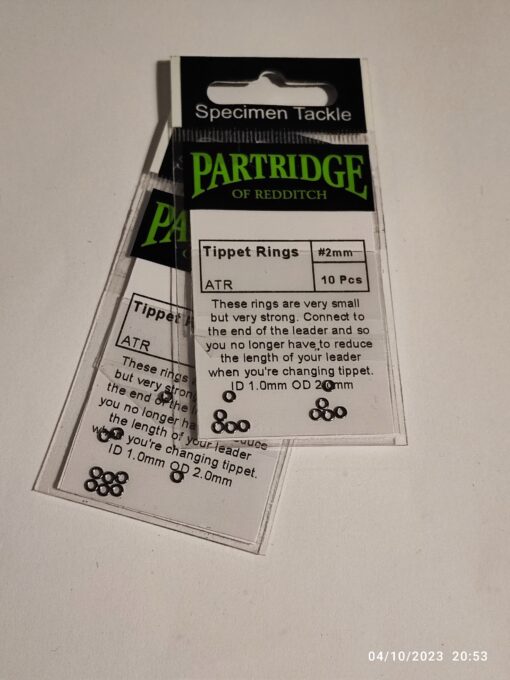 Specimen Tackle
PARTRIDGE
OF REDDITCH
Tippet Rings
#2mm
ATR
10 Pcs
These rings are very small
but very strong. Connect to
the end of the leader and so
you no longer have to reduce
the length of your leader
when you're changing tippet.
ID 1.0mm OD 2.0mm
PA
Tippet
ATR
These rings
but very strong
the end of the
you no longer have reduce
the length of your leader
when you're changing tippet.
ID 1.0mm OD 2.0mm
04/10/2023 20:53